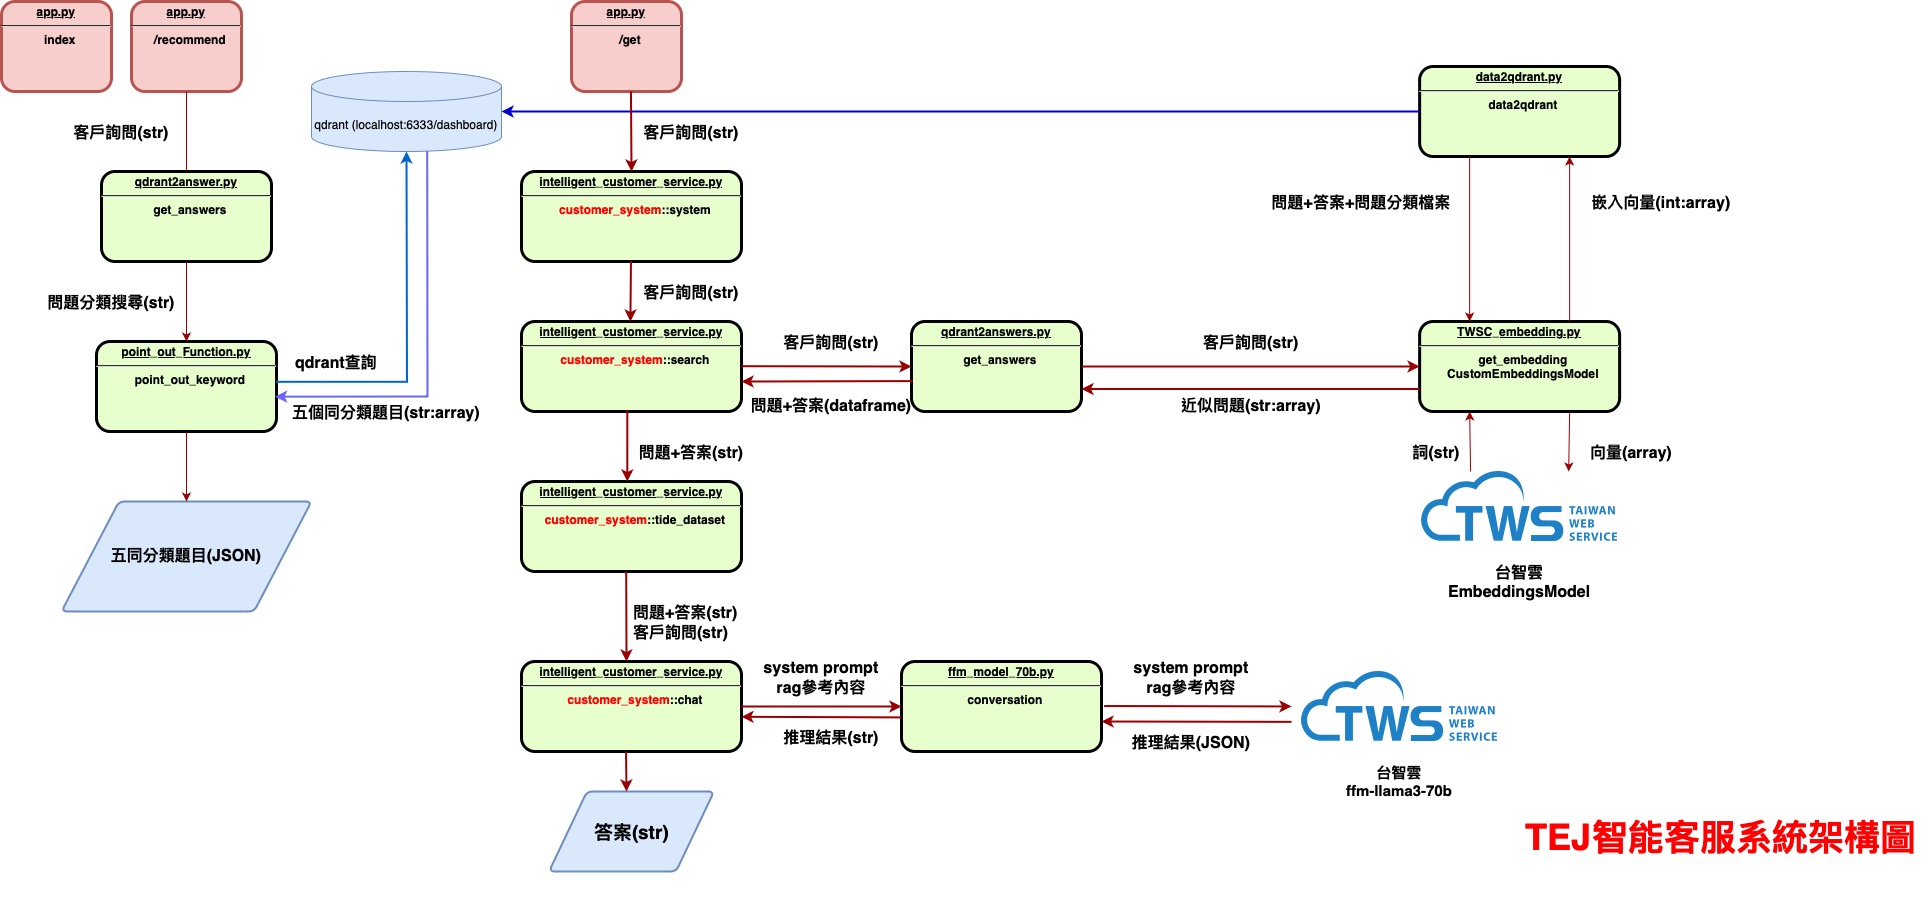 app.py
index
app.py
/recommend
客戶詢問(str)
qdrant2answer.py
get_answers
問題分類搜尋(str)
point_out_Function.py
point_out_keyword
qdrant查詢
五個同分類題目(str:array)
五同分類題目(JSON)
qdrant (localhost:6333/dashboard)
app.py
/get
客戶詢問(str)
intelligent_customer_service.py
customer_system::system
客戶詢問(str)
intelligent_customer_service.py
customer_system::search
客戶詢問(str)
問題+答案(dataframe)
qdrant2answers.py
get_answers
客戶詢問(str)
近似問題(str:array)
data2qdrant.py
data2qdrant
問題+答案+問題分類檔案
嵌入向量(int:array)
TWSC_embedding.py
get_embedding
CustomEmbeddingsModel
詞(str)
向量(array)
TWS TAIWAN
WEB
SERVICE
台智雲
EmbeddingsModel
問題+答案(str)
intelligent_customer_service.py
customer_system::tide_dataset
問題+答案(str)
客戶詢問(str)
intelligent_customer_service.py
customer_system::chat
system prompt
rag參考內容
推理結果(str)
ffm_model_70b.py
conversation
system prompt
rag參考內容
推理結果(JSON)
TWS TAIWAN
WEB
SERVICE
台智雲
ffm-llama3-70b
答案(str)
TEJ智能客服系統架構圖